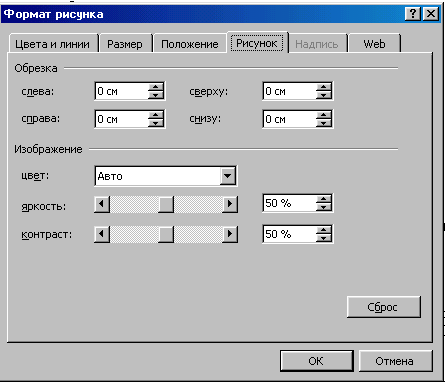 Формат рисунка
Цвета и линии Размер Положение Рисунок Надпись Web
Обрезка
слева: 0 см сверху: 0 см
справа: 0 см снизу: 0 см
Изображение
цвет: Авто
яркость: 50 %
контраст: 50 %
Сброс
ОК Отмена